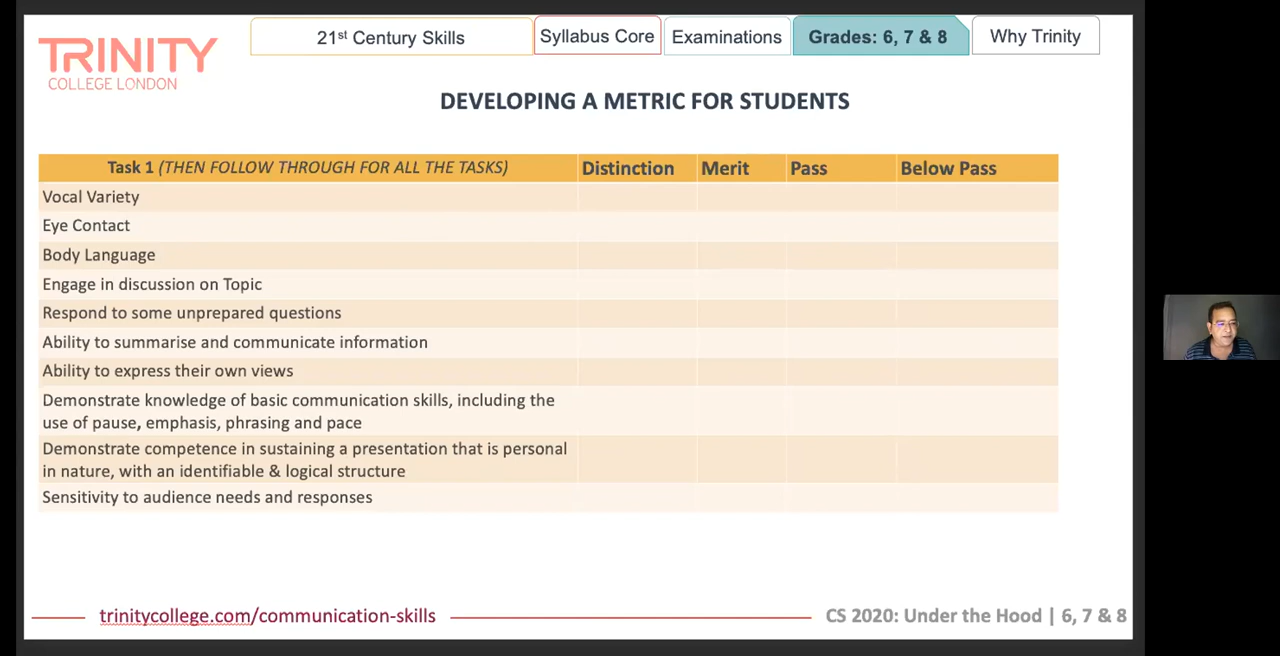 TRINITY
COLLEGE LONDON
21st Century Skills
Syllabus Core
Examinations
Grades: 6, 7 & 8
Why Trinity
DEVELOPING A METRIC FOR STUDENTS
Task 1 (THEN FOLLOW THROUGH FOR ALL THE TASKS) Distinction Merit Pass Below Pass
Vocal Variety
Eye Contact
Body Language
Engage in discussion on Topic
Respond to some unprepared questions
Ability to summarise and communicate information
Ability to express their own views
Demonstrate knowledge of basic communication skills, including the
use of pause, emphasis, phrasing and pace
Demonstrate competence in sustaining a presentation that is personal
in nature, with an identifiable & logical structure
Sensitivity to audience needs and responses
trinitycollege.com/communication-skills
CS 2020: Under the Hood | 6, 7 & 8